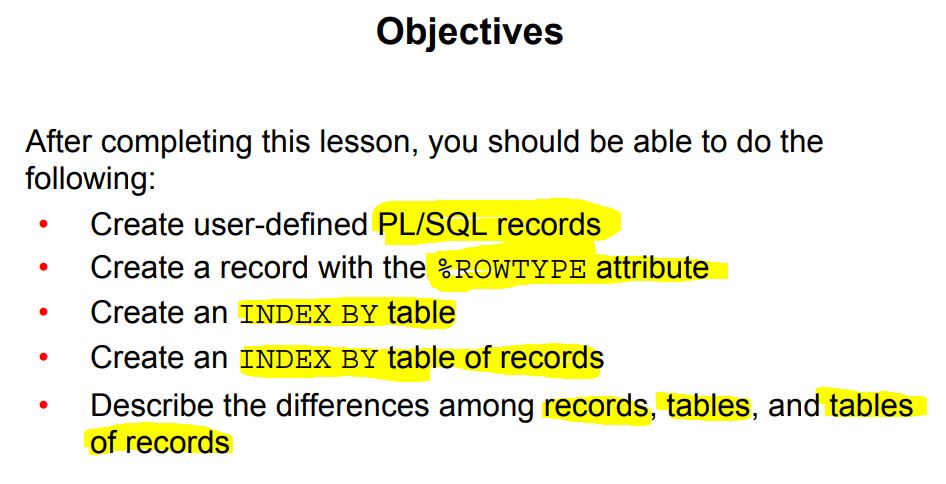 Objectives
After completing this lesson, you should be able to do the
following:
• Create user-defined PL/SQL records
• Create a record with the %ROWTYPE attribute
• Create an INDEX BY table
• Create an INDEX BY table of records
• Describe the differences among records, tables, and tables
of records